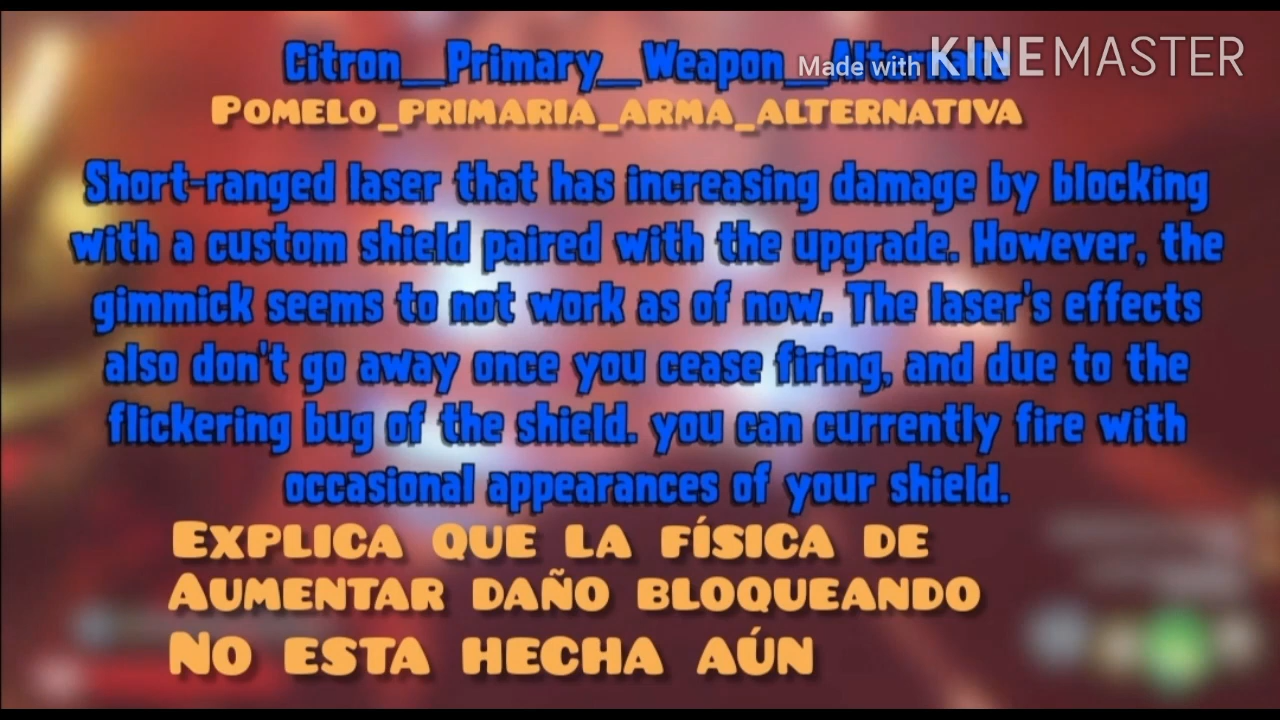 Citron_Primary_Weapon_Alternate
Made with KINEMASTER
POMELO_PRIMARIA_ARMA_ALTERNATIVA
Short-ranged laser that has increasing damage by blocking
with a custom shield paired with the upgrade. However, the
gimmick seems to not work as of now. The laser's effects
also don't go away once you cease firing, and due to the
flickering bug of the shield. you can currently fire with
occasional appearances of your shield.
EXPLICA QUE LA FÍSICA DE
AUMENTAR DAÑO BLOQUEANDO
NO ESTA HECHA AÚN